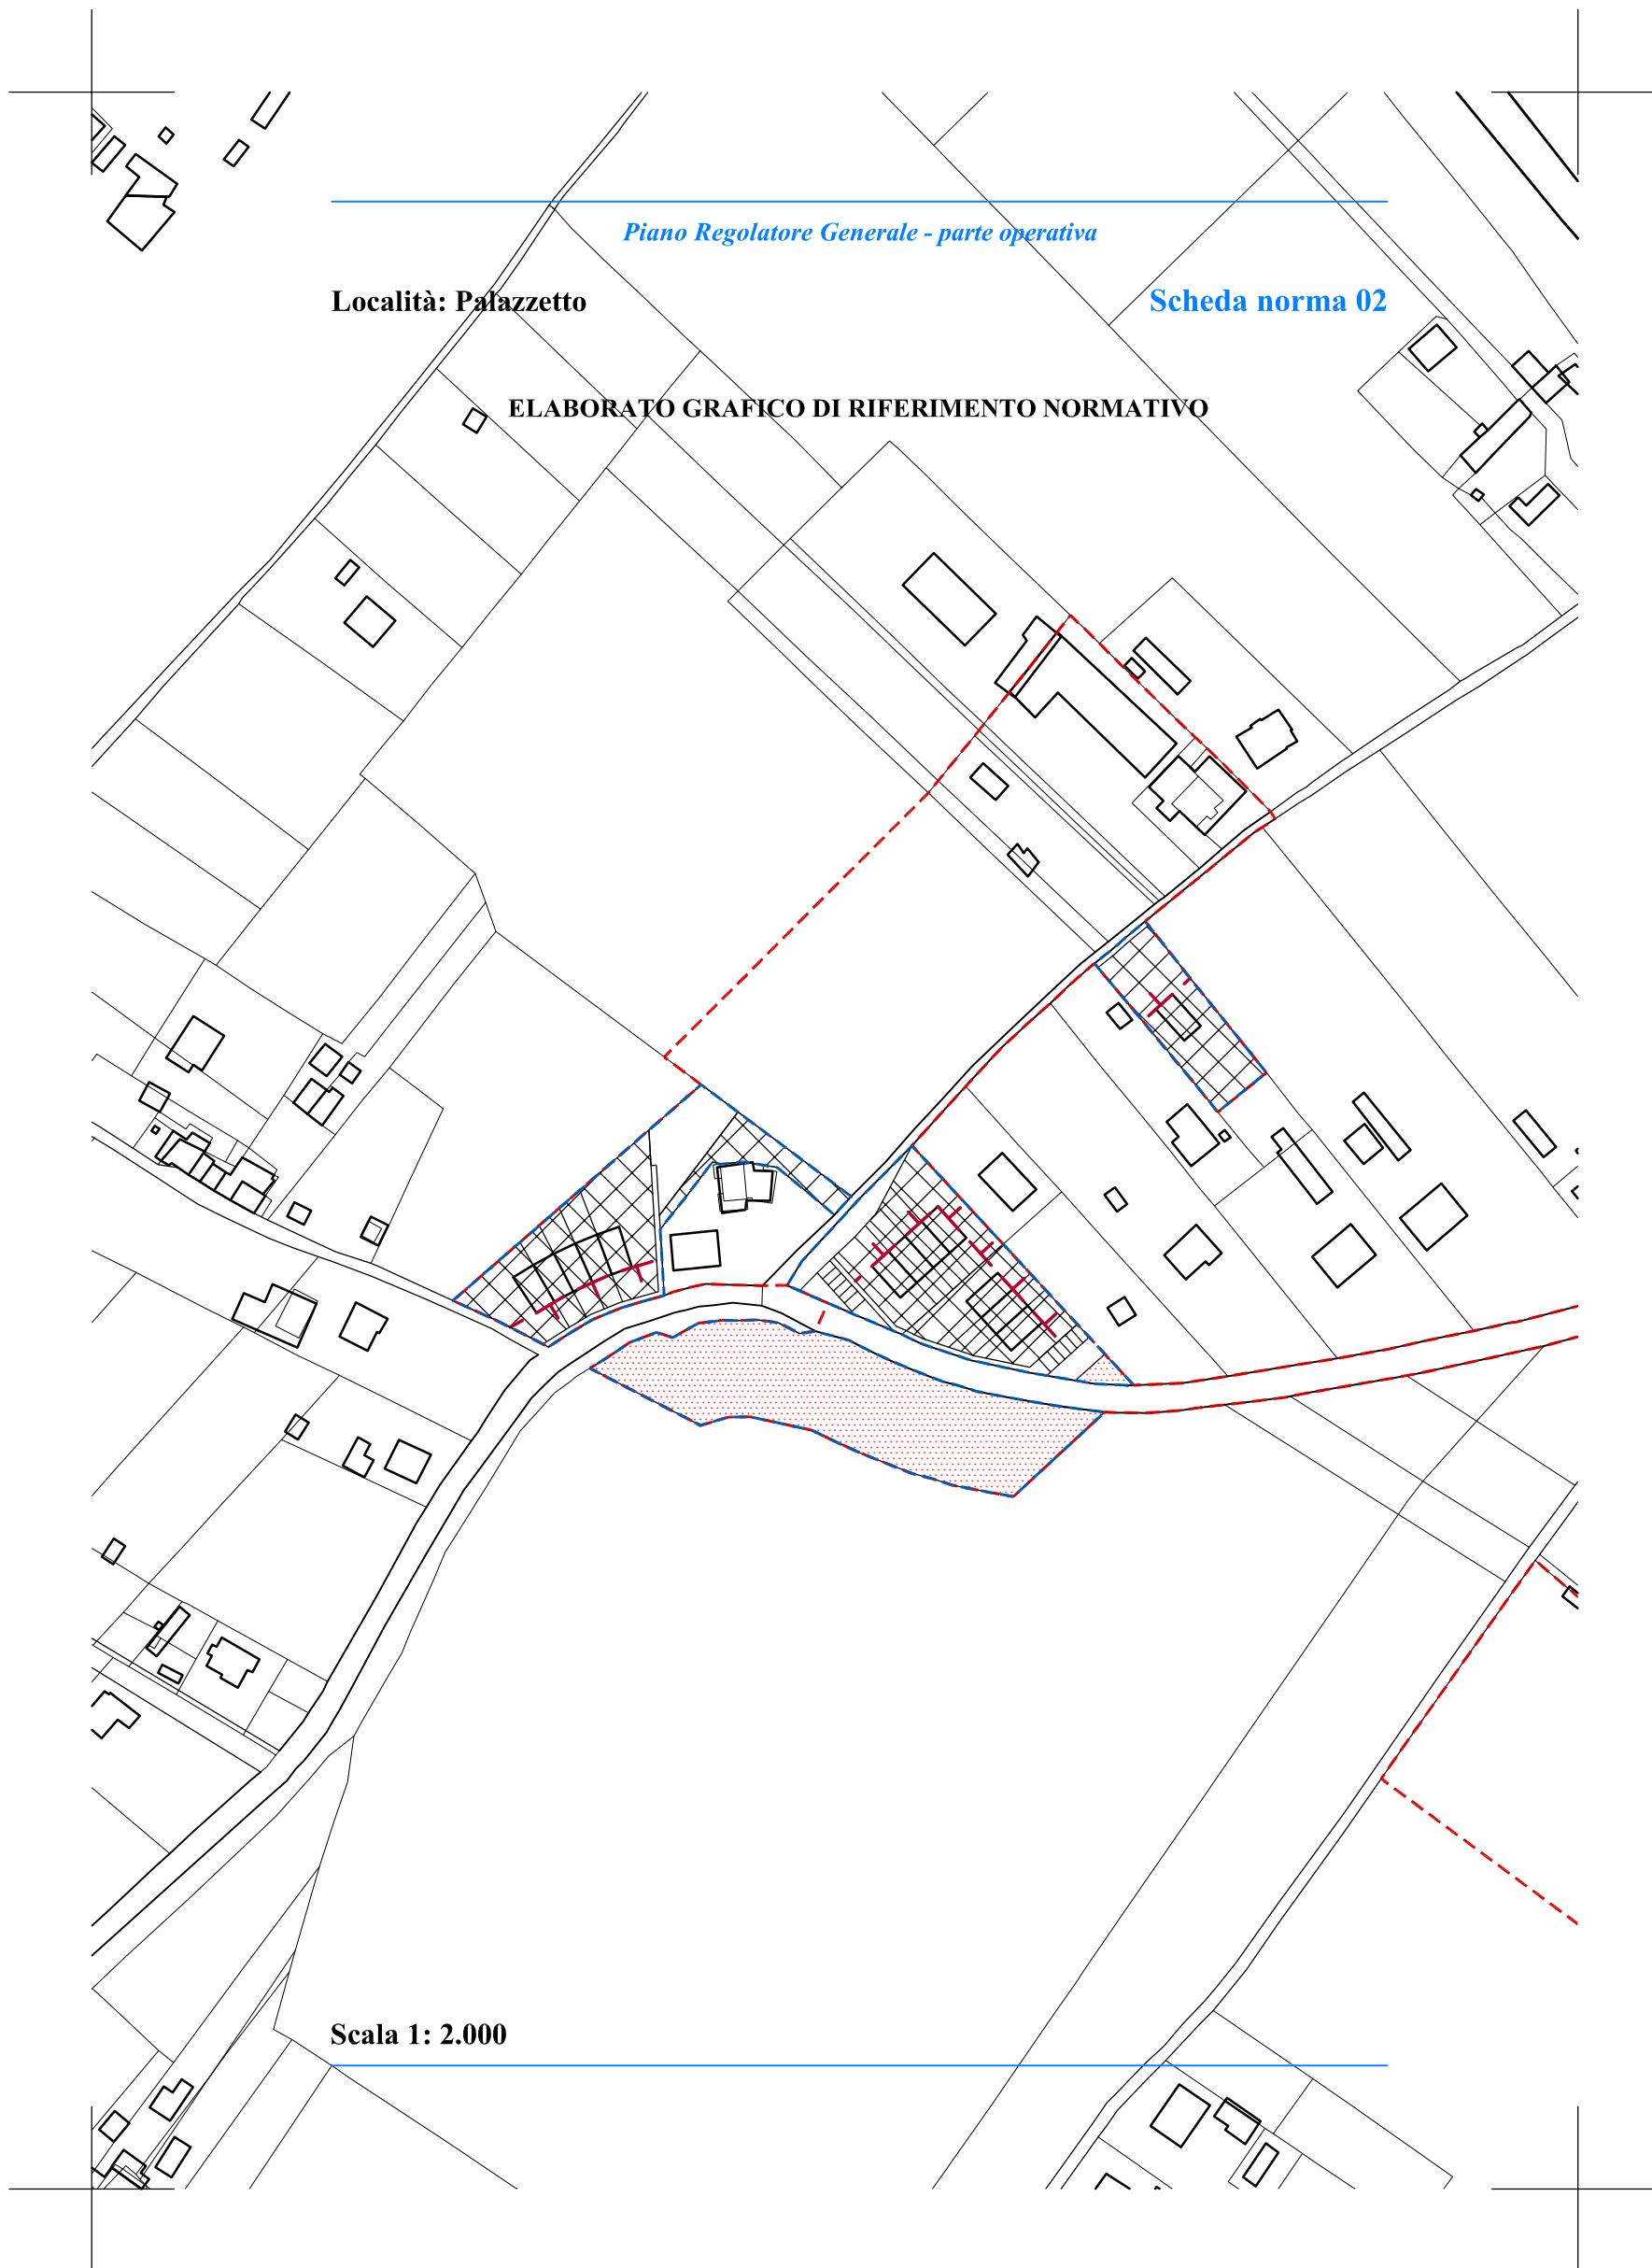 Piano Regolatore Generale - parte operativa
Località: Palazzetto
Scheda norma 02
ELABORATO GRAFICO DI RIFERIMENTO NORMATIVO
Scala 1: 2.000